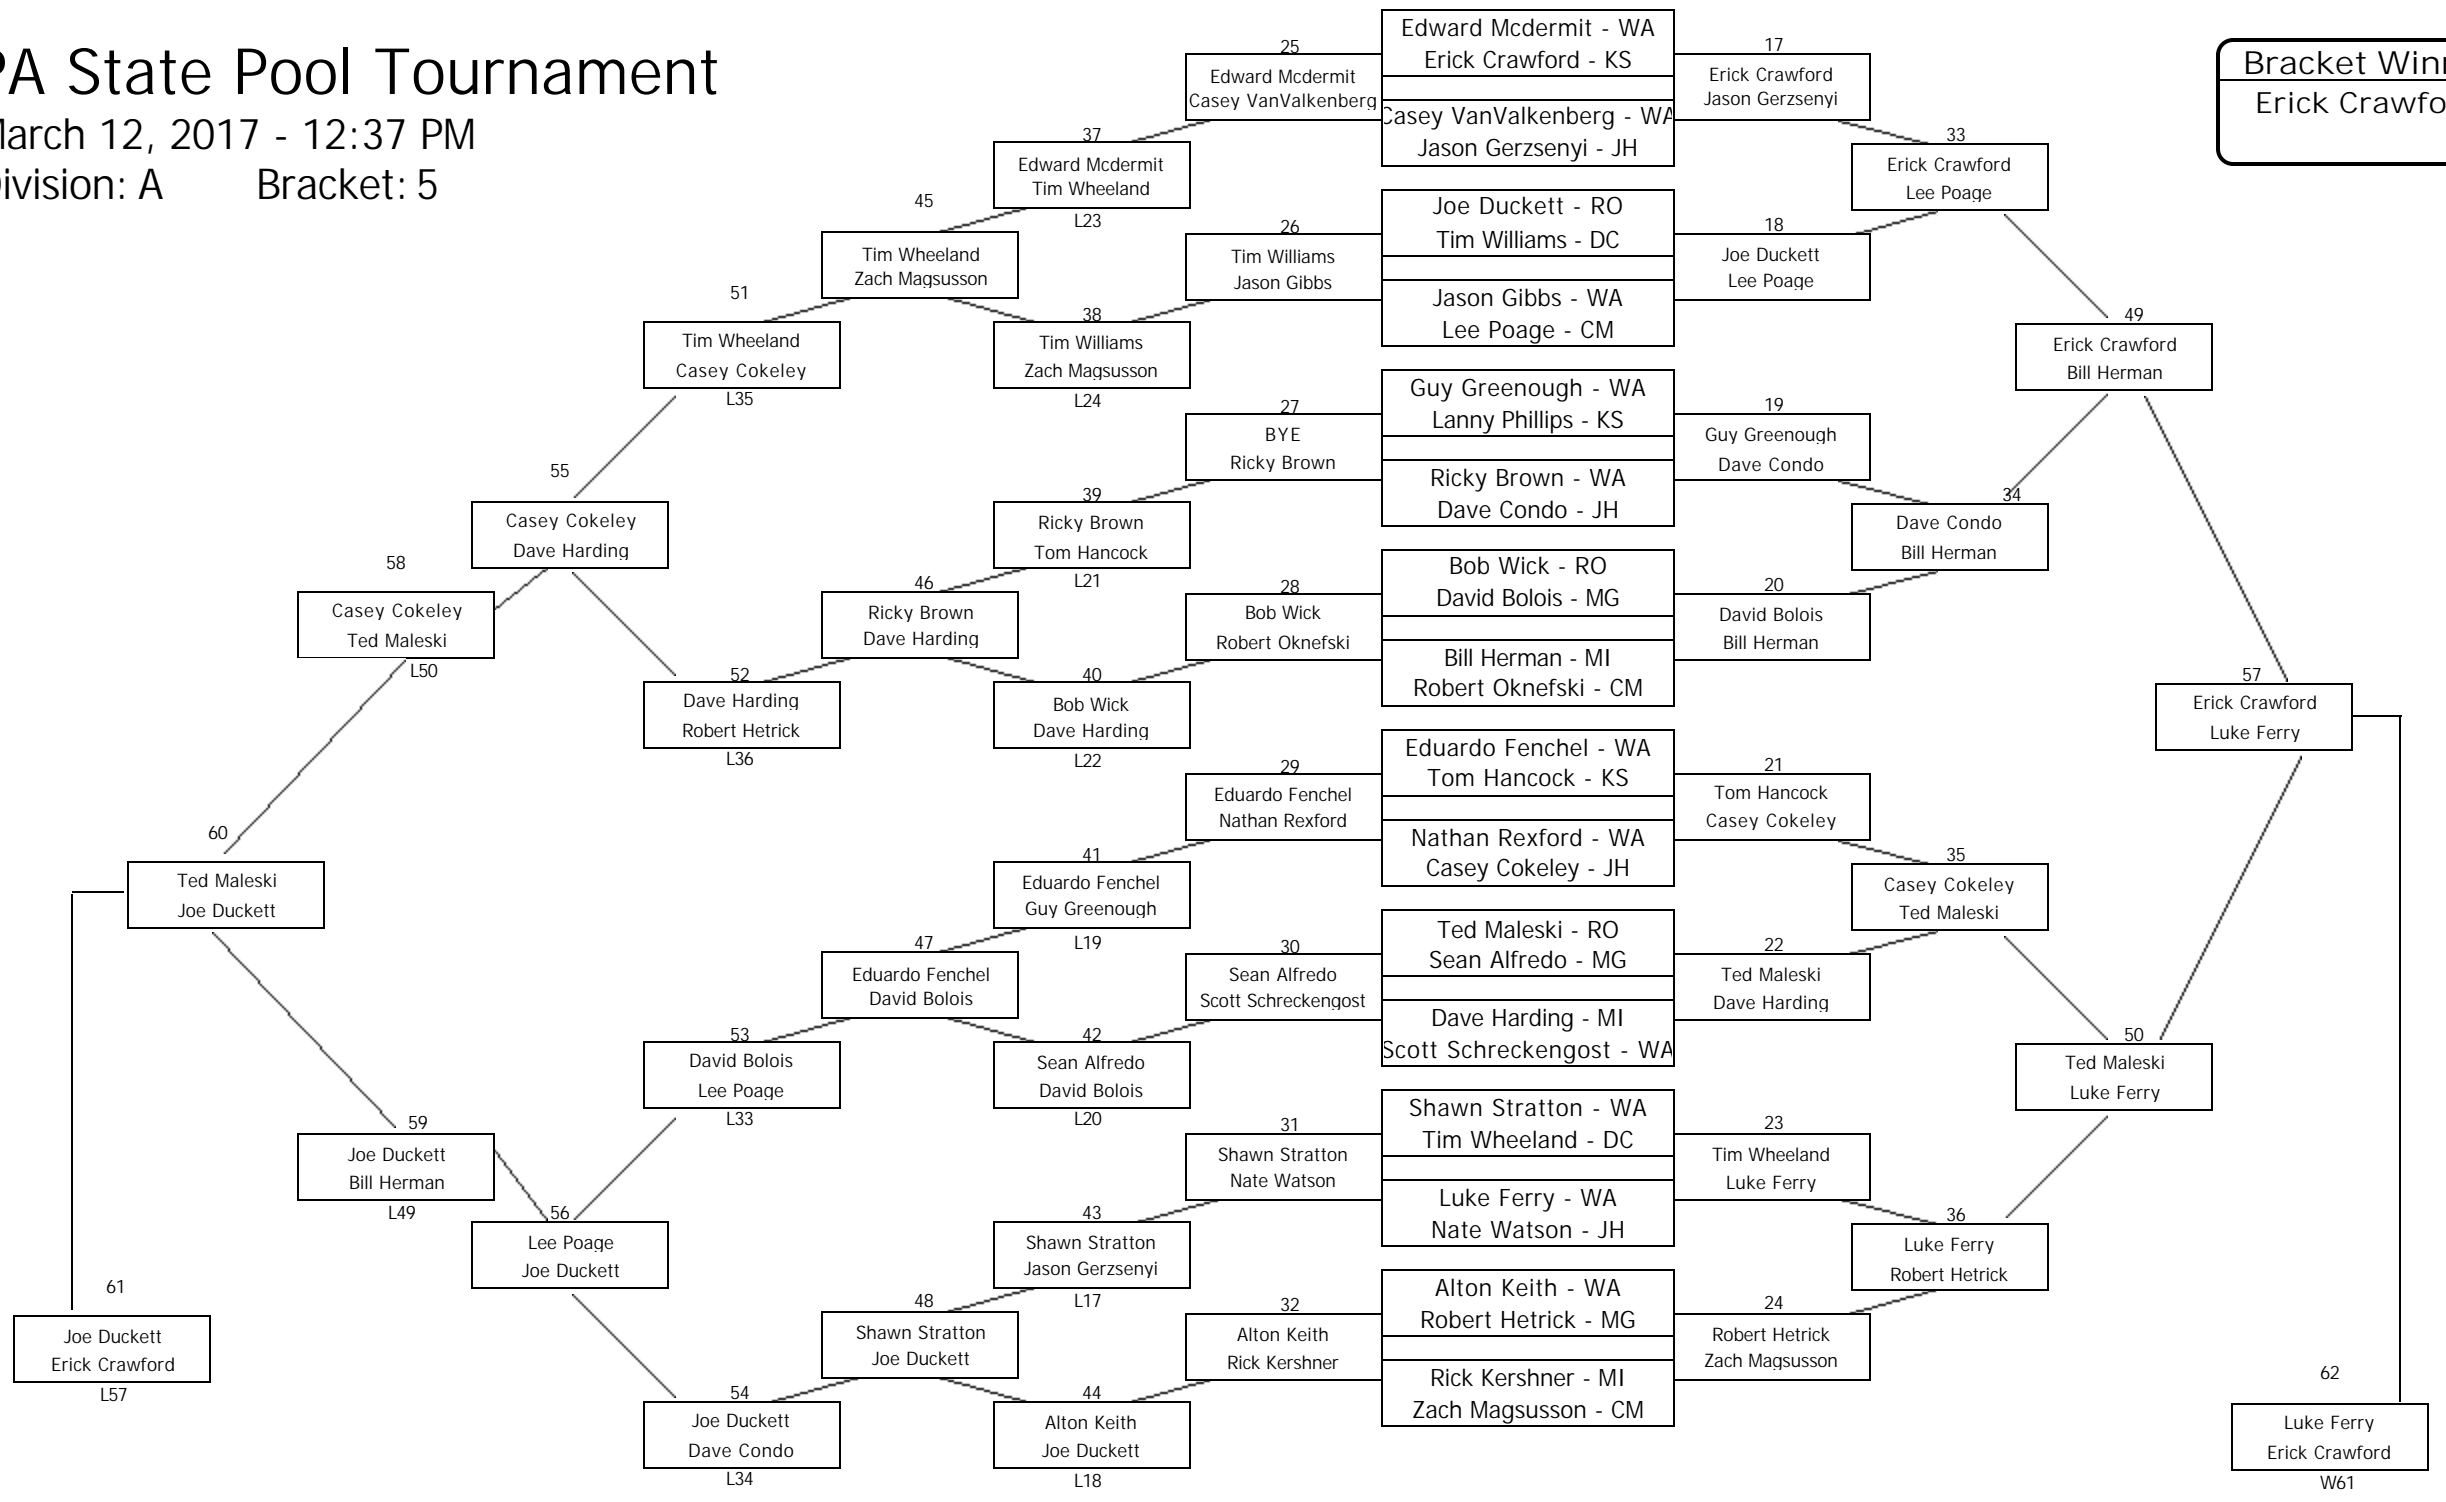 PA State Pool Tournament
March 12, 2017 - 12:37 PM
Division: A Bracket: 5
Bracket Winn
Erick Crawfo
Edward Mcdermit - WA
Erick Crawford - KS
Casey VanValkenberg - WA
Jason Gerzsenyi - JH
Joe Duckett - RO
Tim Williams - DC
Jason Gibbs - WA
Lee Poage - CM
Guy Greenough - WA
Lanny Phillips - KS
Ricky Brown - WA
Dave Condo - JH
Bob Wick - RO
David Bolois - MG
Bill Herman - MI
Robert Oknefski - CM
Eduardo Fenchel - WA
Tom Hancock - KS
Nathan Rexford - WA
Casey Cokeley - JH
Ted Maleski - RO
Sean Alfredo - MG
Dave Harding - MI
Scott Schreckengost - WA
Shawn Stratton - WA
Tim Wheeland - DC
Luke Ferry - WA
Nate Watson - JH
Alton Keith - WA
Robert Hetrick - MG
Rick Kershner - MI
Zach Magsusson - CM
17
Erick Crawford
Jason Gerzsenyi
18
Joe Duckett
Lee Poage
19
Guy Greenough
Dave Condo
20
David Bolois
Bill Herman
21
Tom Hancock
Casey Cokeley
22
Ted Maleski
Dave Harding
23
Tim Wheeland
Luke Ferry
24
Robert Hetrick
Zach Magsusson
25
Edward Mcdermit
Casey VanValkenberg
26
Tim Williams
Jason Gibbs
27
BYE
Ricky Brown
28
Bob Wick
Robert Oknefski
29
Eduardo Fenchel
Nathan Rexford
30
Sean Alfredo
Scott Schreckengost
31
Shawn Stratton
Nate Watson
32
Alton Keith
Rick Kershner
33
Erick Crawford
Lee Poage
34
Dave Condo
Bill Herman
35
Casey Cokeley
Ted Maleski
36
Luke Ferry
Robert Hetrick
37
Edward Mcdermit
Tim Wheeland
L23
38
Tim Williams
Zach Magsusson
L24
39
Ricky Brown
Tom Hancock
L21
40
Bob Wick
Dave Harding
L22
41
Eduardo Fenchel
Guy Greenough
L19
42
Sean Alfredo
David Bolois
L20
43
Shawn Stratton
Jason Gerzsenyi
L17
44
Alton Keith
Joe Duckett
L18
45
Tim Wheeland
Zach Magsusson
46
Ricky Brown
Dave Harding
47
Eduardo Fenchel
David Bolois
48
Shawn Stratton
Joe Duckett
49
Erick Crawford
Bill Herman
50
Ted Maleski
Luke Ferry
51
Tim Wheeland
Casey Cokeley
L35
52
Dave Harding
Robert Hetrick
L36
53
David Bolois
Lee Poage
L33
54
Joe Duckett
Dave Condo
L34
55
Casey Cokeley
Dave Harding
56
Lee Poage
Joe Duckett
57
Erick Crawford
Luke Ferry
58
Casey Cokeley
Ted Maleski
L50
59
Joe Duckett
Bill Herman
L49
60
Ted Maleski
Joe Duckett
61
Joe Duckett
Erick Crawford
L57
62
Luke Ferry
Erick Crawford
W61